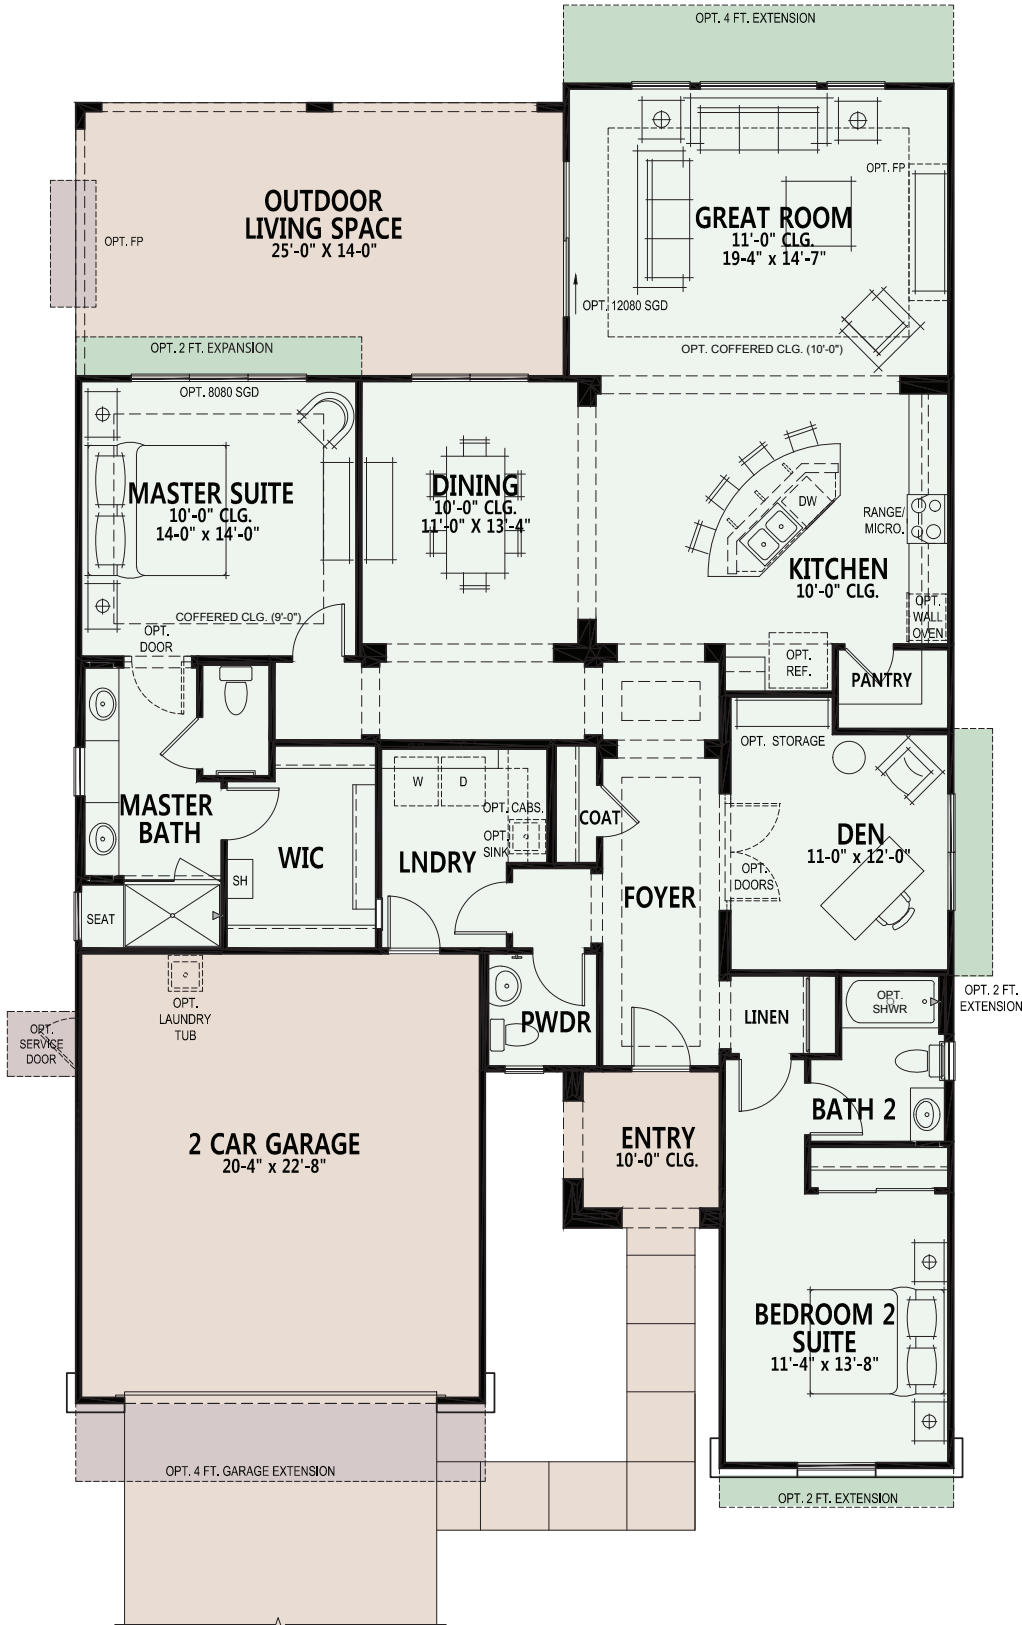 OPT. 4 FT. EXTENSION
OUTDOOR
LIVING SPACE
25'-0" X 14-0"
OPT. FP
OPT. FP
GREAT ROOM
11'-0" CLG.
19-4" x 14'-7"
OPT. 12080 SGD
OPT. COFFERED CLG. (10'-0")
OPT. 2 FT. EXPANSION
OPT. 8080 SGD
MASTER SUITE
10'-0" CLG.
14-0" x 14'-0"
COFFERED CLG. (9'-0")
OPT.
DOOR
DINING
10'-0" CLG.
11'-0" X 13'-4"
DW
RANGE/
MICRO.
KITCHEN
10'-0" CLG.
OPT.
WALL
OVEN
OPT.
REF.
PANTRY
OPT. STORAGE
MASTER
BATH
WIC
SH
SEAT
W
D
OPT. CABS.
OPT.
SINK
LNDRY
COAT
FOYER
OPT.
DOORS
DEN
11-0" x 12'-0"
OPT. 2 FT.
EXTENSION
OPT.
LAUNDRY
TUB
OPT.
SERVICE
DOOR
PWDR
LINEN
OPT.
SHWR
BATH 2
2 CAR GARAGE
20-4" x 22'-8"
ENTRY
10'-0" CLG.
BEDROOM 2
SUITE
11'-4" x 13'-8"
OPT. 4 FT. GARAGE EXTENSION
OPT. 2 FT. EXTENSION